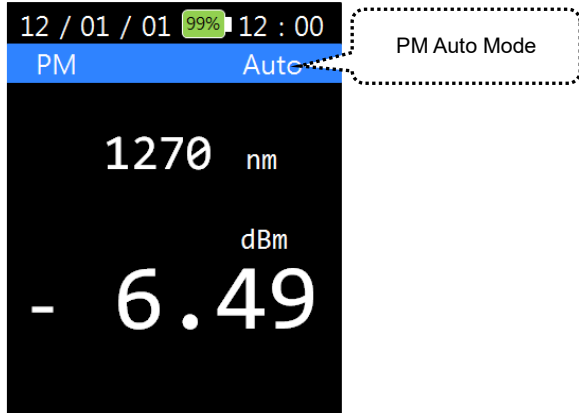 12 / 01 / 01 99% 12 : 00
PM Auto
PM Auto Mode
1270 nm
dBm
- 6.49